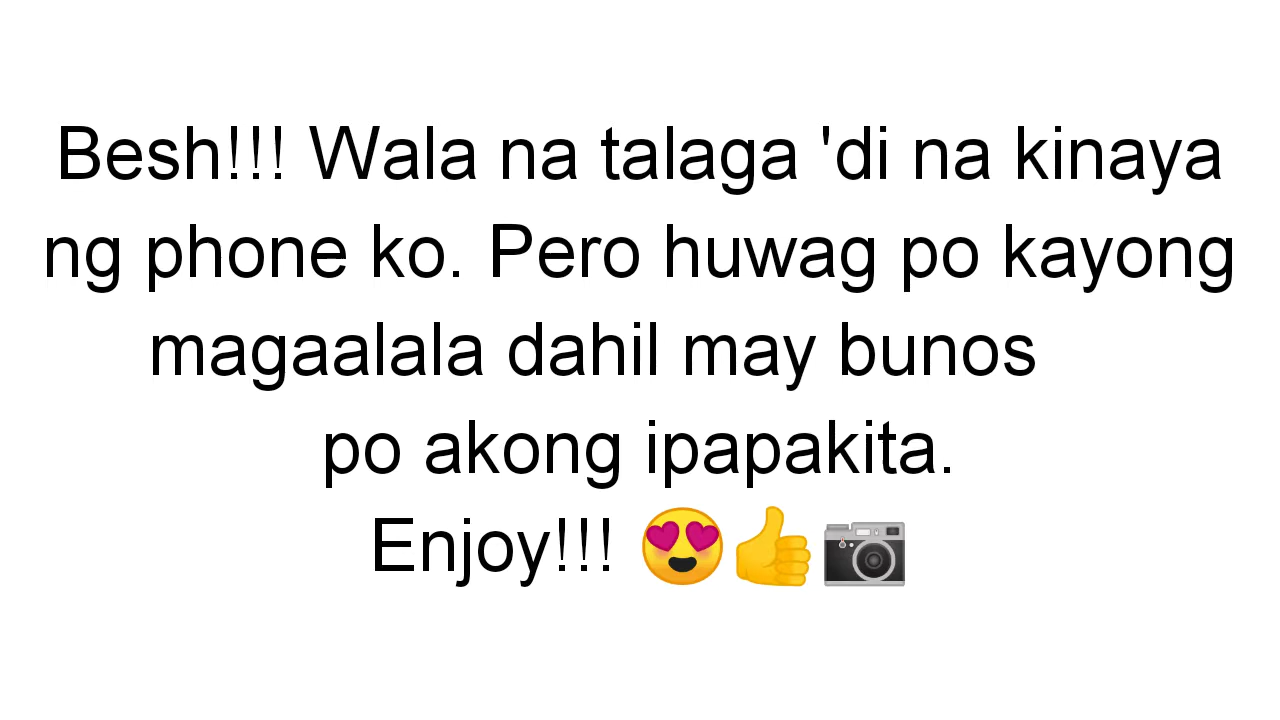 Besh!!! Wala na talaga 'di na kinaya
ng phone ko. Pero huwag po kayong
magaalala dahil may bunos
po akong ipapakita.
Enjoy!!! 😍👍📷